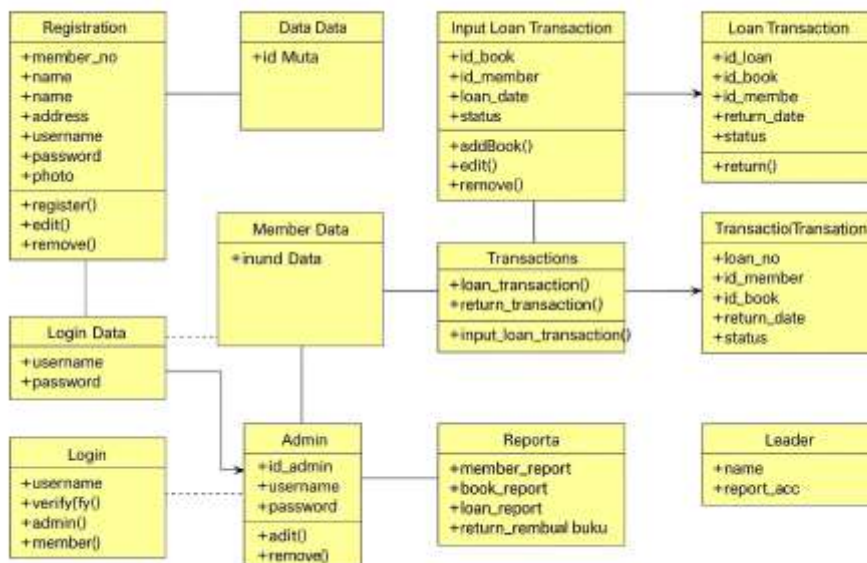 Registration
+member_no
+name
+name
+address
+username
+password
+photo
+register()
+edit()
+remove()
Data Data
+id Muta
Input Loan Transaction
+id_book
+id_member
+loan_date
+status
+addBook()
+edit()
+remove()
Loan Transaction
+id_loan
+id_book
+id_membe
+return_date
+status
+return()
Member Data
+inund Data
Transactions
+loan_transaction()
+return_transaction()
+input_loan_transaction()
TransactioTransation
+loan_no
+id_member
+id_book
+return_date
+status
Login Data
+username
+password
Login
+username
+verify(fy()
+admin()
+member()
Admin
+id_admin
+username
+password
+adit()
+remove()
Reporta
+member_report
+book_report
+loan_report
+return_rembual buku
Leader
+name
+report_acc